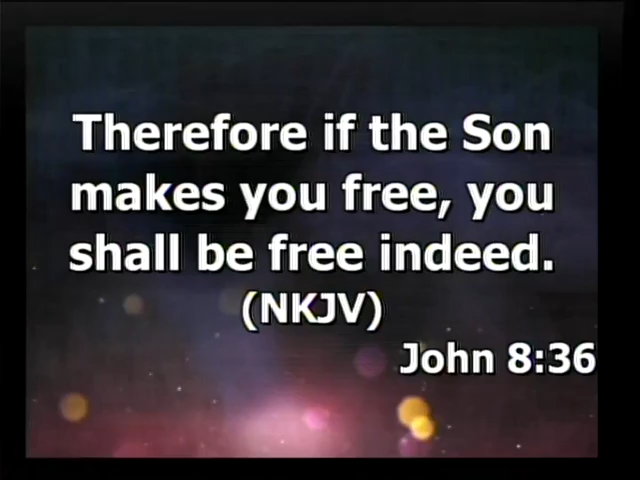 Therefore if the Son
makes you free, you
shall be free indeed.
(NKJV)
John 8:36